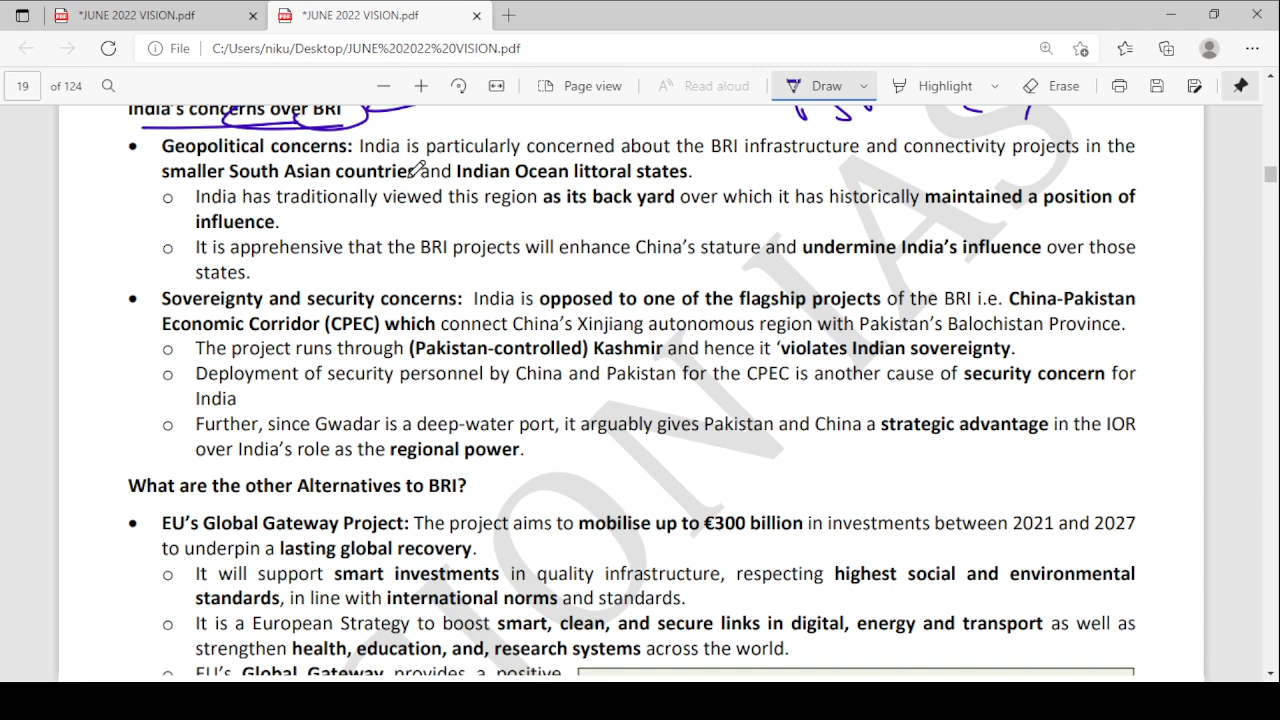 *JUNE 2022 VISION.pdf
*JUNE 2022 VISION.pdf
File C:/Users/niku/Desktop/JUNE%202022%20VISION.pdf
19 of 124 Page view Read aloud Draw Highlight Erase
India's concerns over BRI
• Geopolitical concerns: India is particularly concerned about the BRI infrastructure and connectivity projects in the
smaller South Asian countries and Indian Ocean littoral states.
o India has traditionally viewed this region as its back yard over which it has historically maintained a position of
influence.
o It is apprehensive that the BRI projects will enhance China's stature and undermine India's influence over those
states.
• Sovereignty and security concerns: India is opposed to one of the flagship projects of the BRI i.e. China-Pakistan
Economic Corridor (CPEC) which connect China's Xinjiang autonomous region with Pakistan's Balochistan Province.
o The project runs through (Pakistan-controlled) Kashmir and hence it 'violates Indian sovereignty.
o Deployment of security personnel by China and Pakistan for the CPEC is another cause of security concern for
India
o Further, since Gwadar is a deep-water port, it arguably gives Pakistan and China a strategic advantage in the IOR
over India's role as the regional power.
What are the other Alternatives to BRI?
• EU's Global Gateway Project: The project aims to mobilise up to €300 billion in investments between 2021 and 2027
to underpin a lasting global recovery.
o It will support smart investments in quality infrastructure, respecting highest social and environmental
standards, in line with international norms and standards.
o It is a European Strategy to boost smart, clean, and secure links in digital, energy and transport as well as
strengthen health, education, and, research systems across the world.
o EU's Global Gateway provides a positive
ION IAS